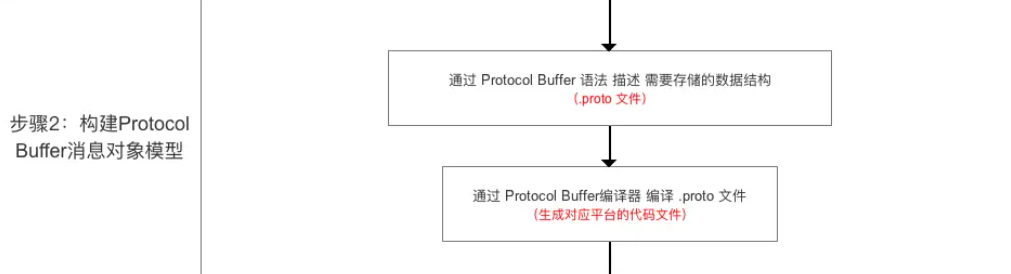 步骤2：构建Protocol
Buffer消息对象模型
通过 Protocol Buffer 语法 描述 需要存储的数据结构
（.proto 文件）
通过 Protocol Buffer编译器 编译 .proto 文件
（生成对应平台的代码文件）